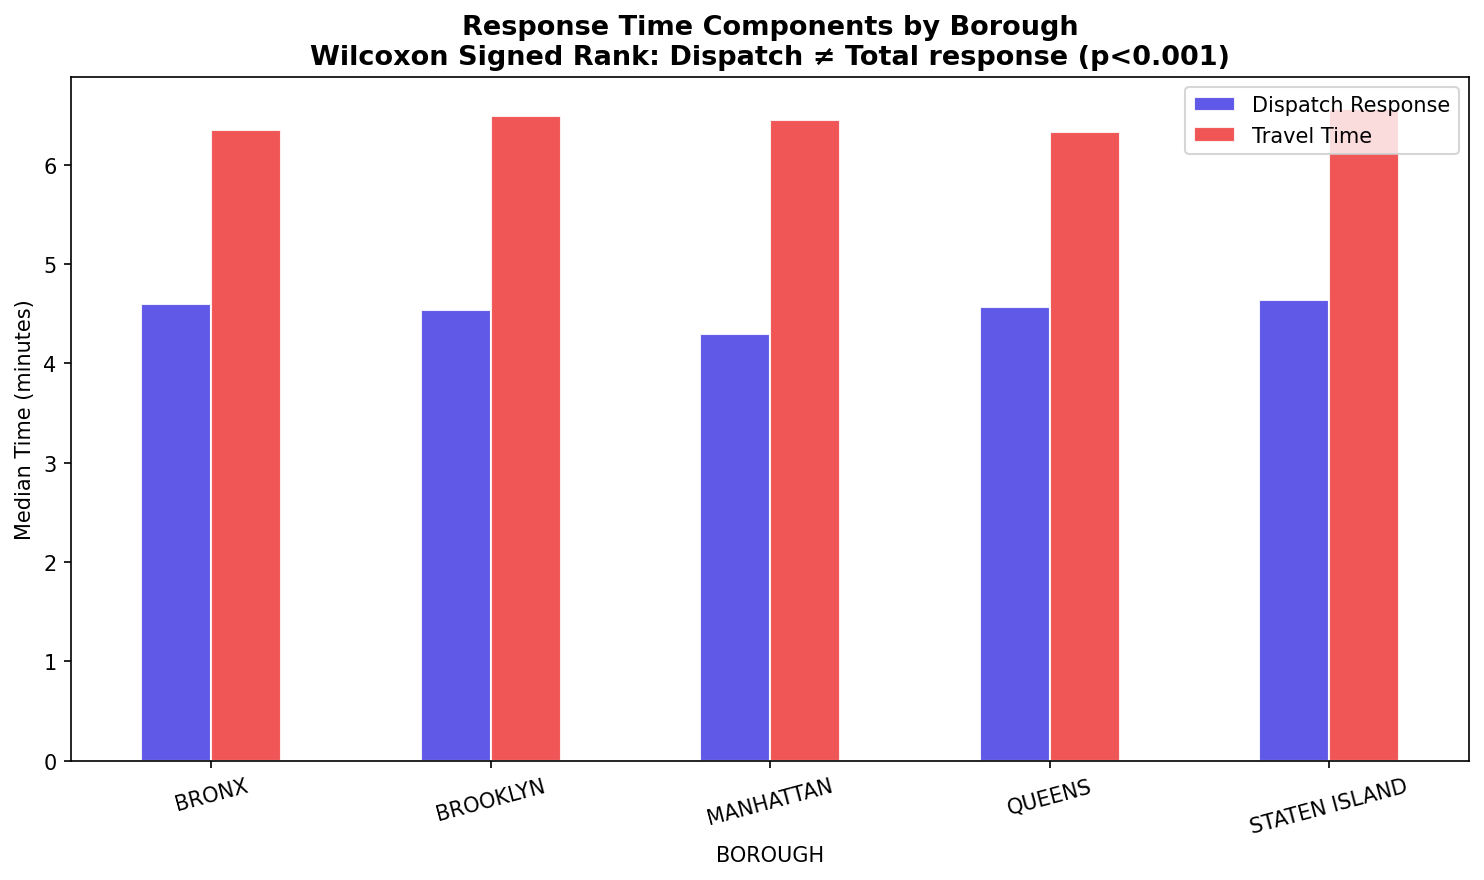 Response Time Components by Borough
Wilcoxon Signed Rank: Dispatch ≠ Total response (p<0.001)
Dispatch Response
Travel Time
Median Time (minutes)
6
5
4
3
2
1
0
BRONX
BROOKLYN
MANHATTAN
QUEENS
STATEN ISLAND
BOROUGH